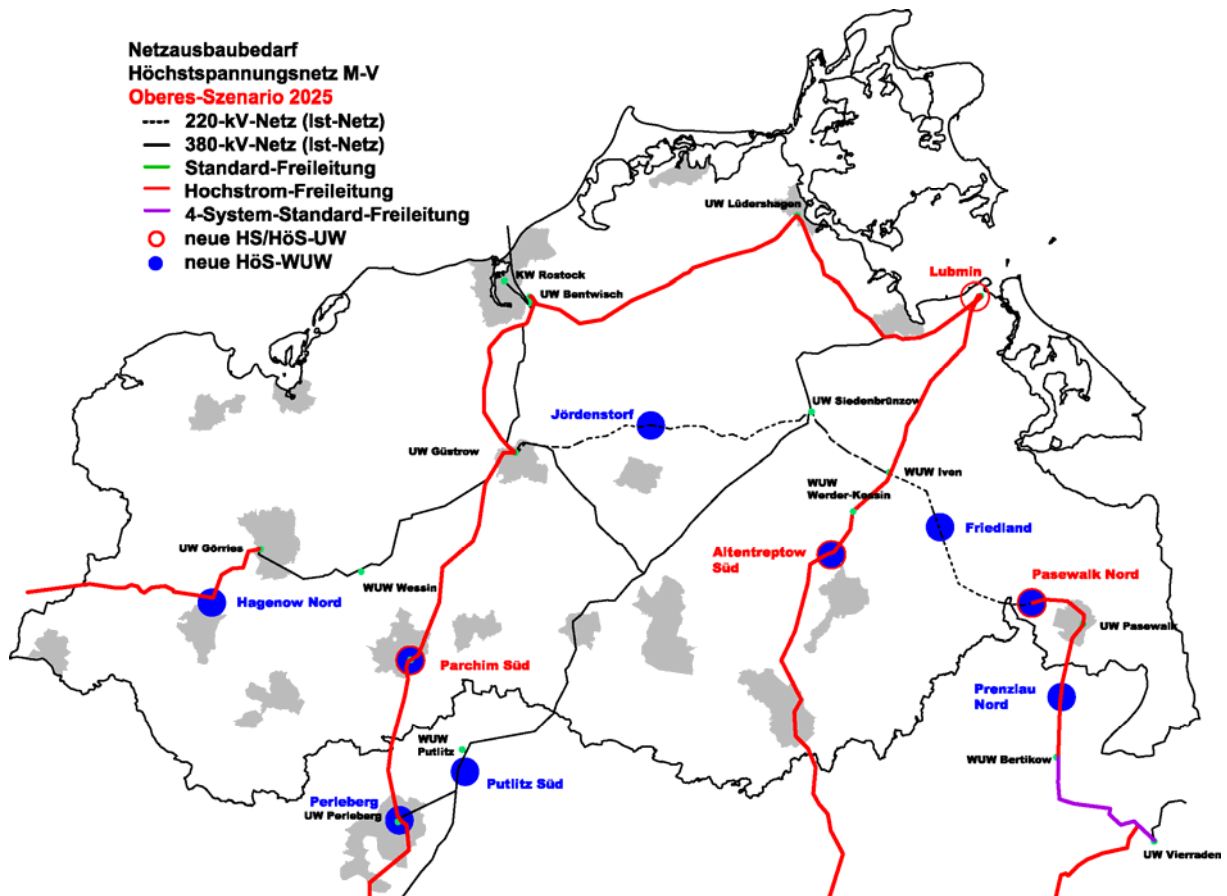 Netzausbaubedarf
Höchstspannungsnetz M-V
Oberes-Szenario 2025
220-kV-Netz (Ist-Netz)
380-kV-Netz (Ist-Netz)
Standard-Freileitung
Hochstrom-Freileitung
4-System-Standard-Freileitung
neue HS/HöS-UW
neue HöS-WUW
UW Lüdershagen
KW Rostock
UW Bentwisch
Lubmin
Jördenstorf
UW Siedenbrünzow
UW Güstrow
WUW Iven
WUW
Werder-Kessin
Friedland
UW Görries
Altentreptow
Süd
WUW Wessin
Pasewalk Nord
Hagenow Nord
UW Pasewalk
Parchim Süd
Prenzlau
Nord
WUW
Putlitz
WUW Bertikow
Putlitz Süd
Perleberg
UW Perleberg
UW Vierraden